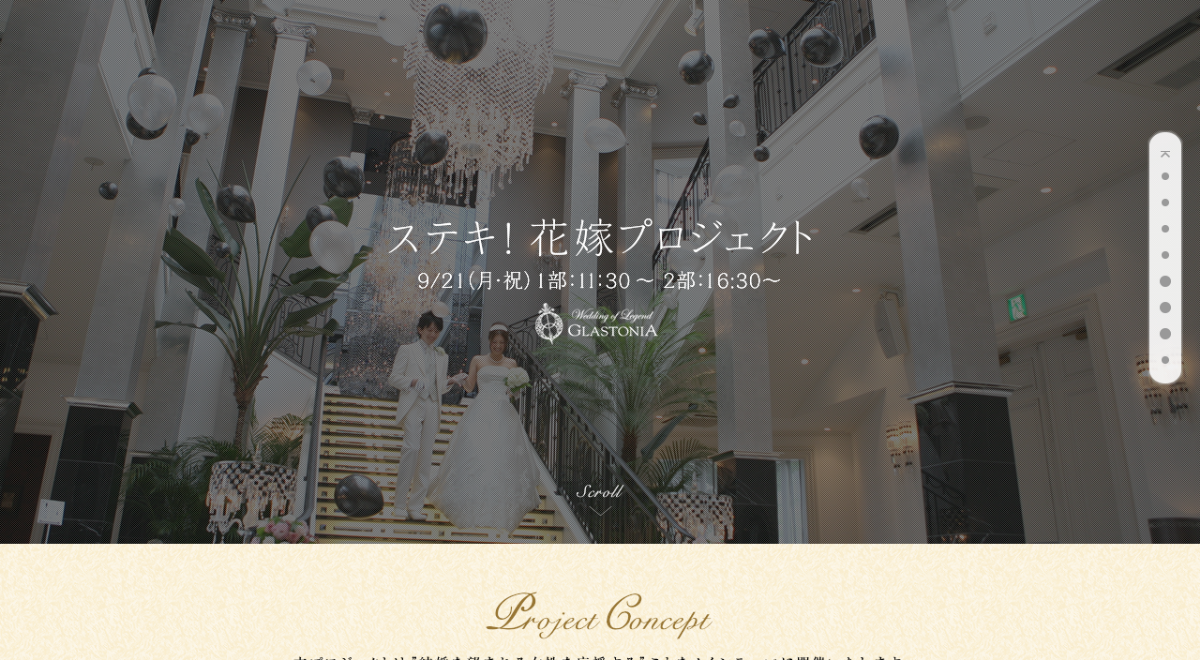 ステキ! 花嫁プロジェクト
9/21(月・祝) 1部：11：30 ～ 2部：16：30～
Wedding of Legend
GLASTONIA
Scroll
Project Concept